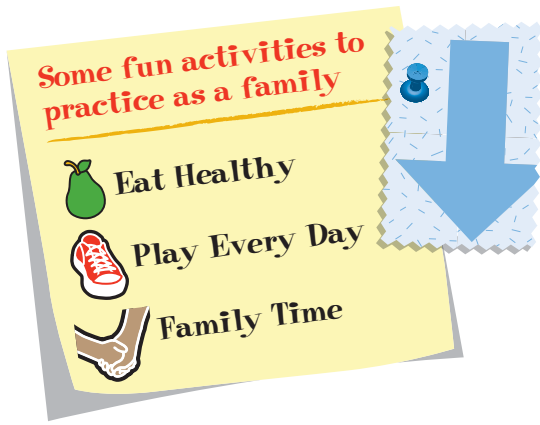 Some fun activities to
practice as a family
Eat Healthy
Play Every Day
Family Time